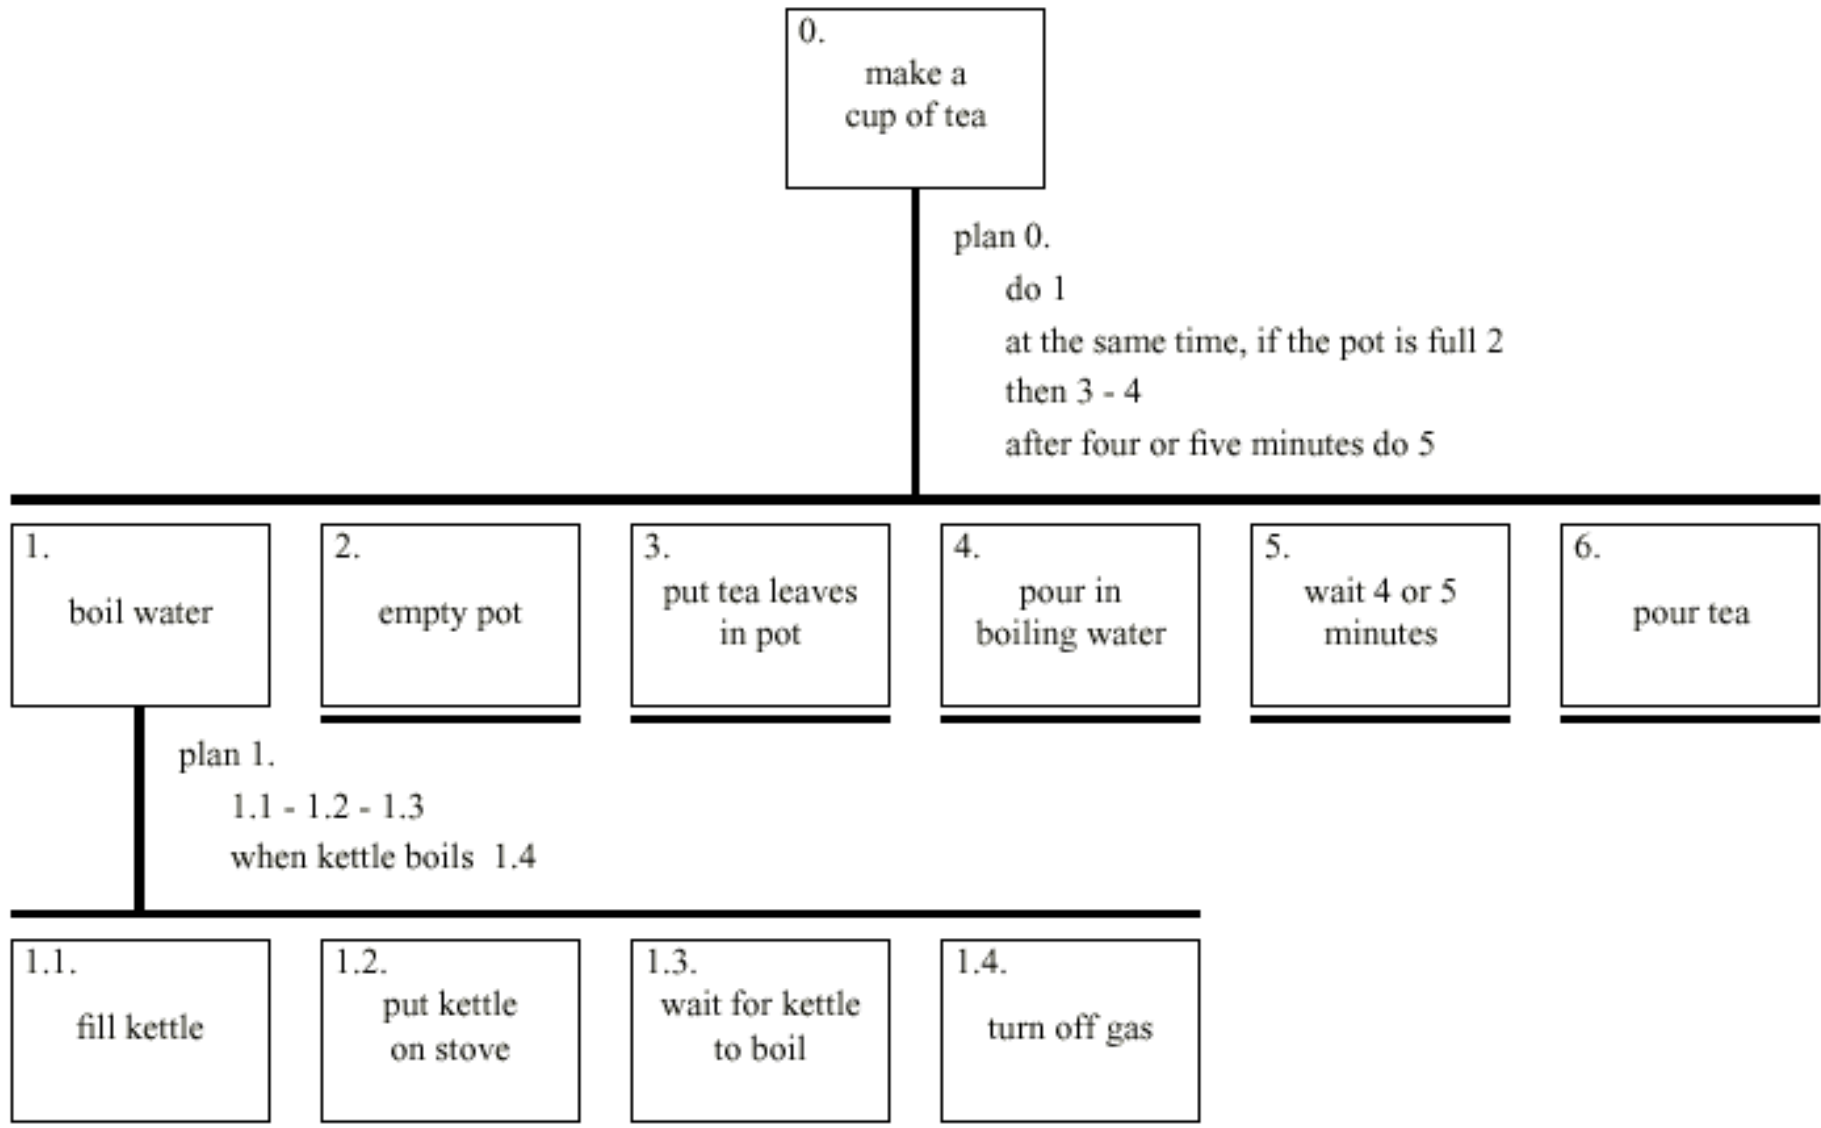 0.
make a
cup of tea
plan 0.
do 1
at the same time, if the pot is full 2
then 3 - 4
after four or five minutes do 5
1.
boil water
2.
empty pot
3.
put tea leaves
in pot
4.
pour in
boiling water
5.
wait 4 or 5
minutes
6.
pour tea
plan 1.
1.1 - 1.2 - 1.3
when kettle boils 1.4
1.1.
fill kettle
1.2.
put kettle
on stove
1.3.
wait for kettle
to boil
1.4.
turn off gas